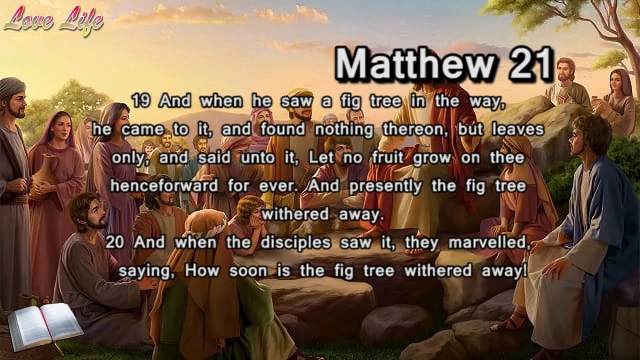 Love Life
Matthew 21
19 And when he saw a fig tree in the way,
he came to it, and found nothing thereon, but leaves
only, and said unto it, Let no fruit grow on thee
henceforward for ever. And presently the fig tree
withered away.
20 And when the disciples saw it, they marvelled,
saying, How soon is the fig tree withered away!